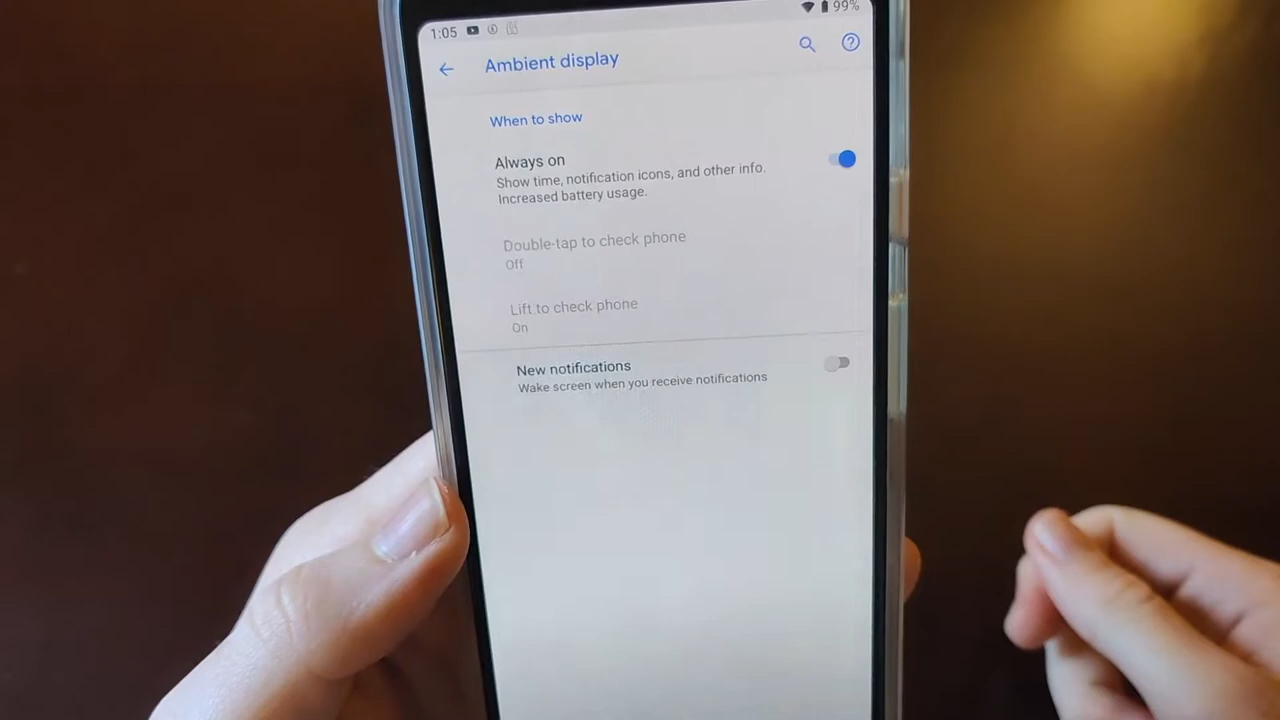 1:05 99%
Ambient display
When to show
Always on
Show time, notification icons, and other info.
Increased battery usage.
Double-tap to check phone
Off
Lift to check phone
On
New notifications
Wake screen when you receive notifications